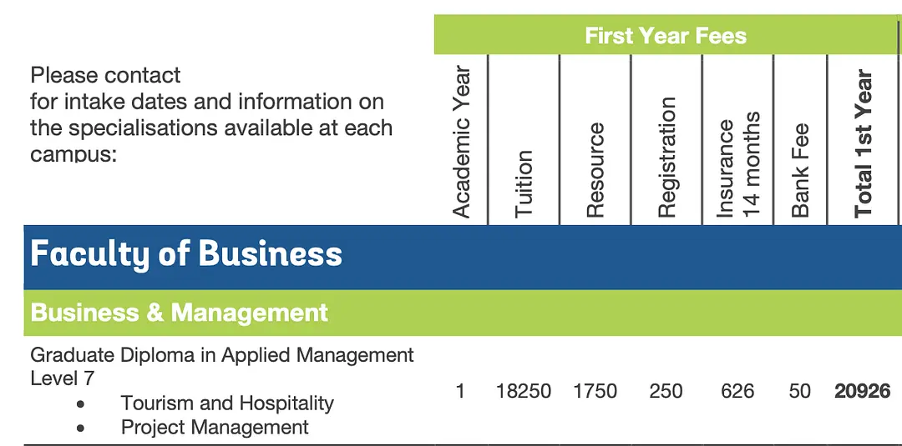 First Year Fees
Please contact
for intake dates and information on
the specialisations available at each
campus:
Academic Year
Tuition
Resource
Registration
Insurance
14 months
Bank Fee
Total 1st Year
Faculty of Business
Business & Management
Graduate Diploma in Applied Management
Level 7
1 18250 1750 250 626 50 20926
• Tourism and Hospitality
• Project Management